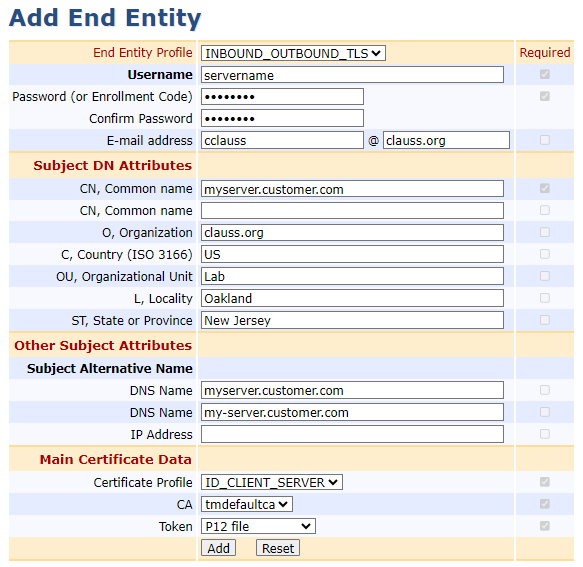 Add End Entity
End Entity Profile INBOUND_OUTBOUND_TLS Required
Username servername
Password (or Enrollment Code) ••••••••
Confirm Password ••••••••
E-mail address cclauss @ clauss.org
Subject DN Attributes
CN, Common name myserver.customer.com
CN, Common name
O, Organization clauss.org
C, Country (ISO 3166) US
OU, Organizational Unit Lab
L, Locality Oakland
ST, State or Province New Jersey
Other Subject Attributes
Subject Alternative Name
DNS Name myserver.customer.com
DNS Name my-server.customer.com
IP Address
Main Certificate Data
Certificate Profile ID_CLIENT_SERVER
CA tmdefaultca
Token P12 file
Add Reset